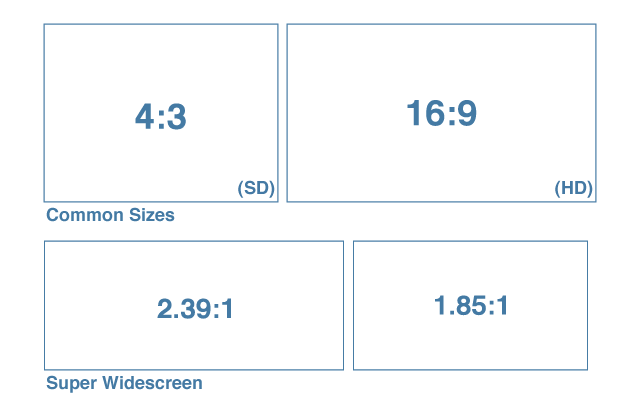 4:3
16:9
(SD)
(HD)
Common Sizes
2.39:1
1.85:1
Super Widescreen